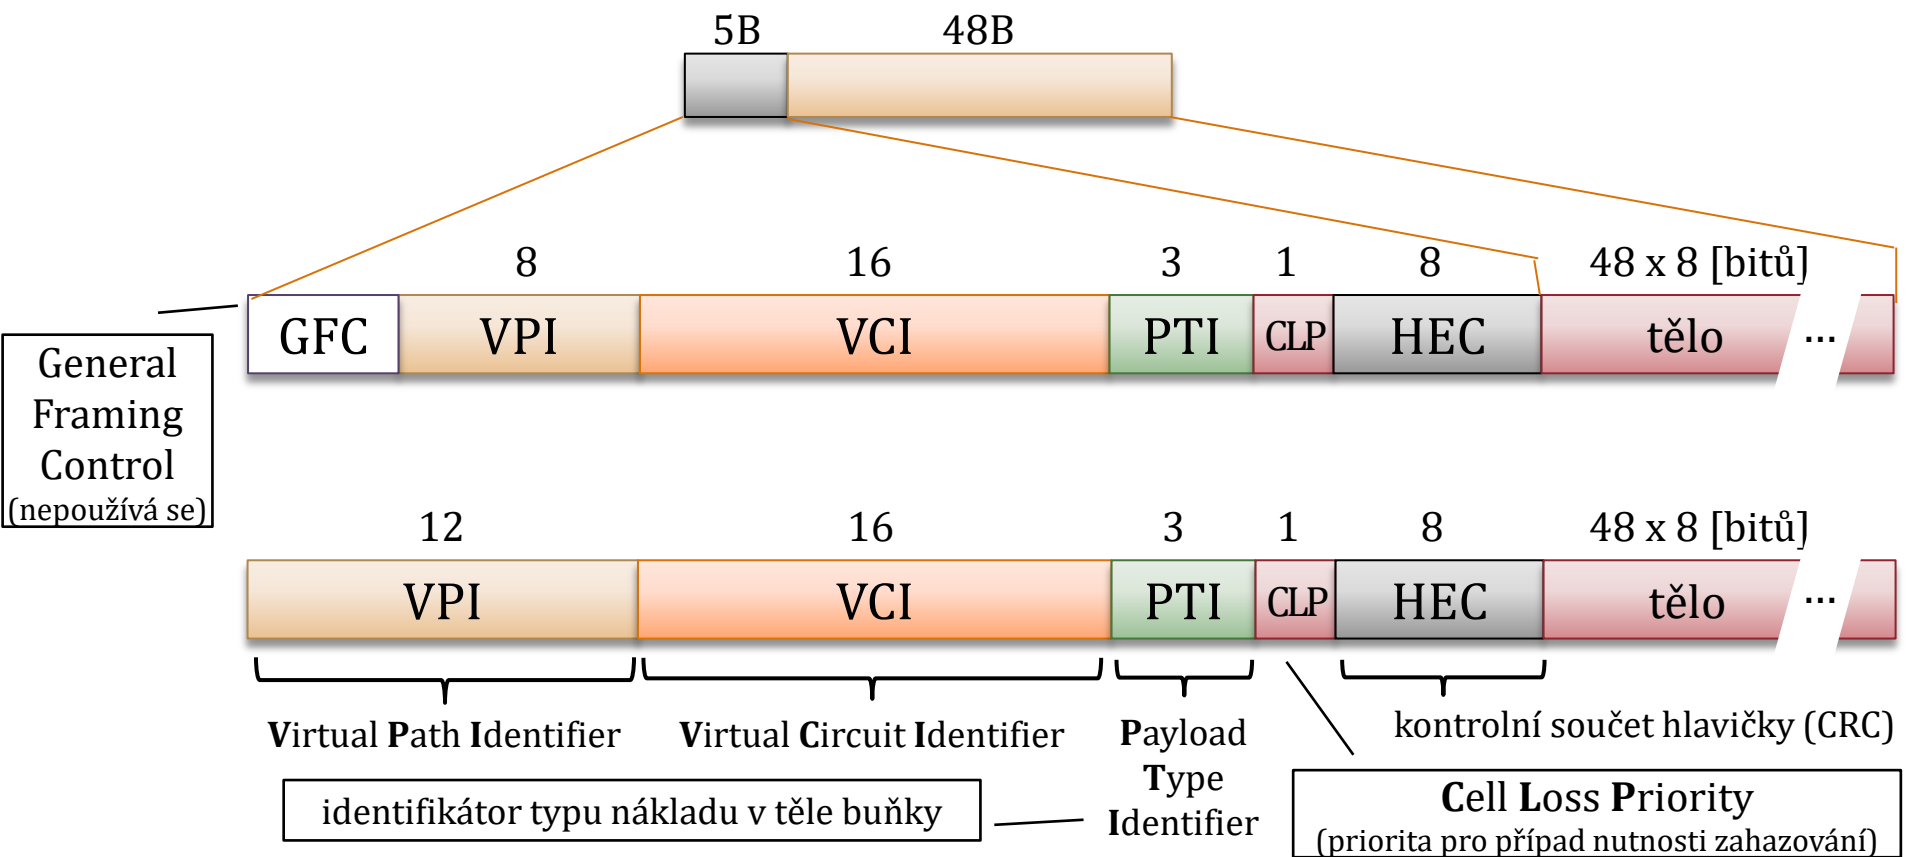 5B 48B
8 16 3 1 8 48 x 8 [bitů]
GFC VPI VCI PTI CLP HEC tělo ...
General
Framing
Control
(nepoužívá se)
12 16 3 1 8 48 x 8 [bitů]
VPI VCI PTI CLP HEC tělo ...
Virtual Path Identifier
Virtual Circuit Identifier
Payload
Type
Identifier
kontrolní součet hlavičky (CRC)
identifikátor typu nákladu v těle buňky
Cell Loss Priority
(priorita pro případ nutnosti zahazování)